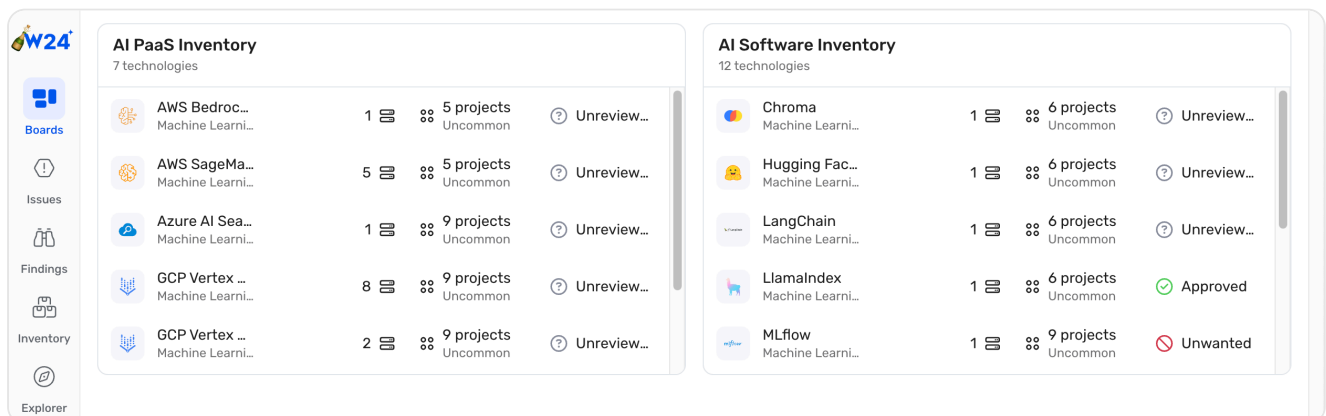 W24
Boards
Issues
Findings
Inventory
Explorer
AI PaaS Inventory
7 technologies
AWS Bedroc…
Machine Learni…
1
5 projects
Uncommon
Unreview…
AWS SageMa…
Machine Learni…
5
5 projects
Uncommon
Unreview…
Azure AI Sea…
Machine Learni…
1
9 projects
Uncommon
Unreview…
GCP Vertex …
Machine Learni…
8
9 projects
Uncommon
Unreview…
GCP Vertex …
Machine Learni…
2
9 projects
Uncommon
Unreview…
AI Software Inventory
12 technologies
Chroma
Machine Learni…
1
6 projects
Uncommon
Unreview…
Hugging Fac…
Machine Learni…
1
6 projects
Uncommon
Unreview…
LangChain
Machine Learni…
1
6 projects
Uncommon
Unreview…
LlamaIndex
Machine Learni…
1
6 projects
Uncommon
Approved
mlflow
MLflow
Machine Learni…
1
9 projects
Uncommon
Unwanted